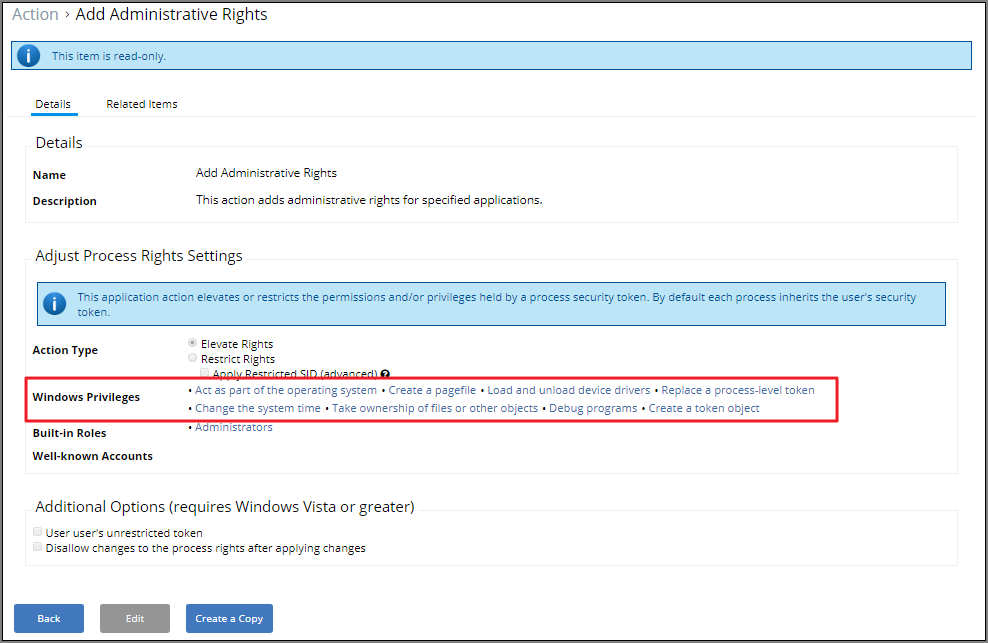 Action › Add Administrative Rights
This item is read-only.
Details Related Items
Details
Name Add Administrative Rights
Description This action adds administrative rights for specified applications.
Adjust Process Rights Settings
This application action elevates or restricts the permissions and/or privileges held by a process security token. By default each process inherits the user's security
token.
Action Type Elevate Rights
Restrict Rights
Apply Restricted SID (advanced)
Windows Privileges • Act as part of the operating system • Create a pagefile • Load and unload device drivers • Replace a process-level token
• Change the system time • Take ownership of files or other objects • Debug programs • Create a token object
Built-in Roles • Administrators
Well-known Accounts
Additional Options (requires Windows Vista or greater)
User user's unrestricted token
Disallow changes to the process rights after applying changes
Back Edit Create a Copy